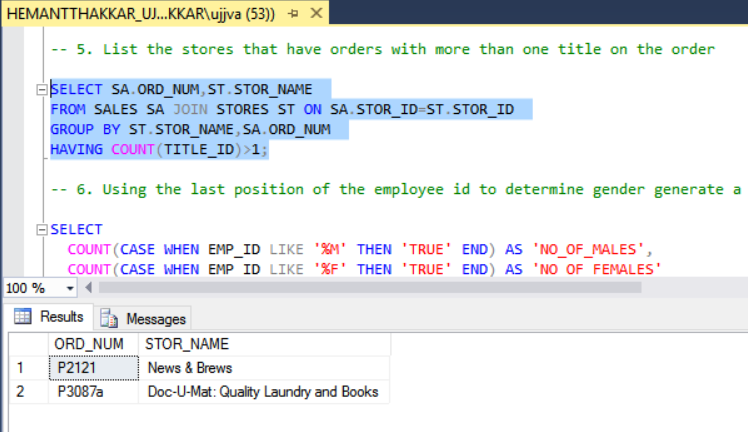 HEMANTTHAKKAR_UJ...KKAR\ujjva (53))
-- 5. List the stores that have orders with more than one title on the order
SELECT SA.ORD_NUM,ST.STOR_NAME
FROM SALES SA JOIN STORES ST ON SA.STOR_ID=ST.STOR_ID
GROUP BY ST.STOR_NAME,SA.ORD_NUM
HAVING COUNT(TITLE_ID)>1;
-- 6. Using the last position of the employee id to determine gender generate a
SELECT
COUNT(CASE WHEN EMP_ID LIKE '%M' THEN 'TRUE' END) AS 'NO_OF_MALES',
COUNT(CASE WHEN EMP_ID LIKE '%F' THEN 'TRUE' END) AS 'NO_OF_FEMALES'
100 %
Results Messages
ORD_NUM STOR_NAME
1 P2121 News & Brews
2 P3087a Doc-U-Mat: Quality Laundry and Books